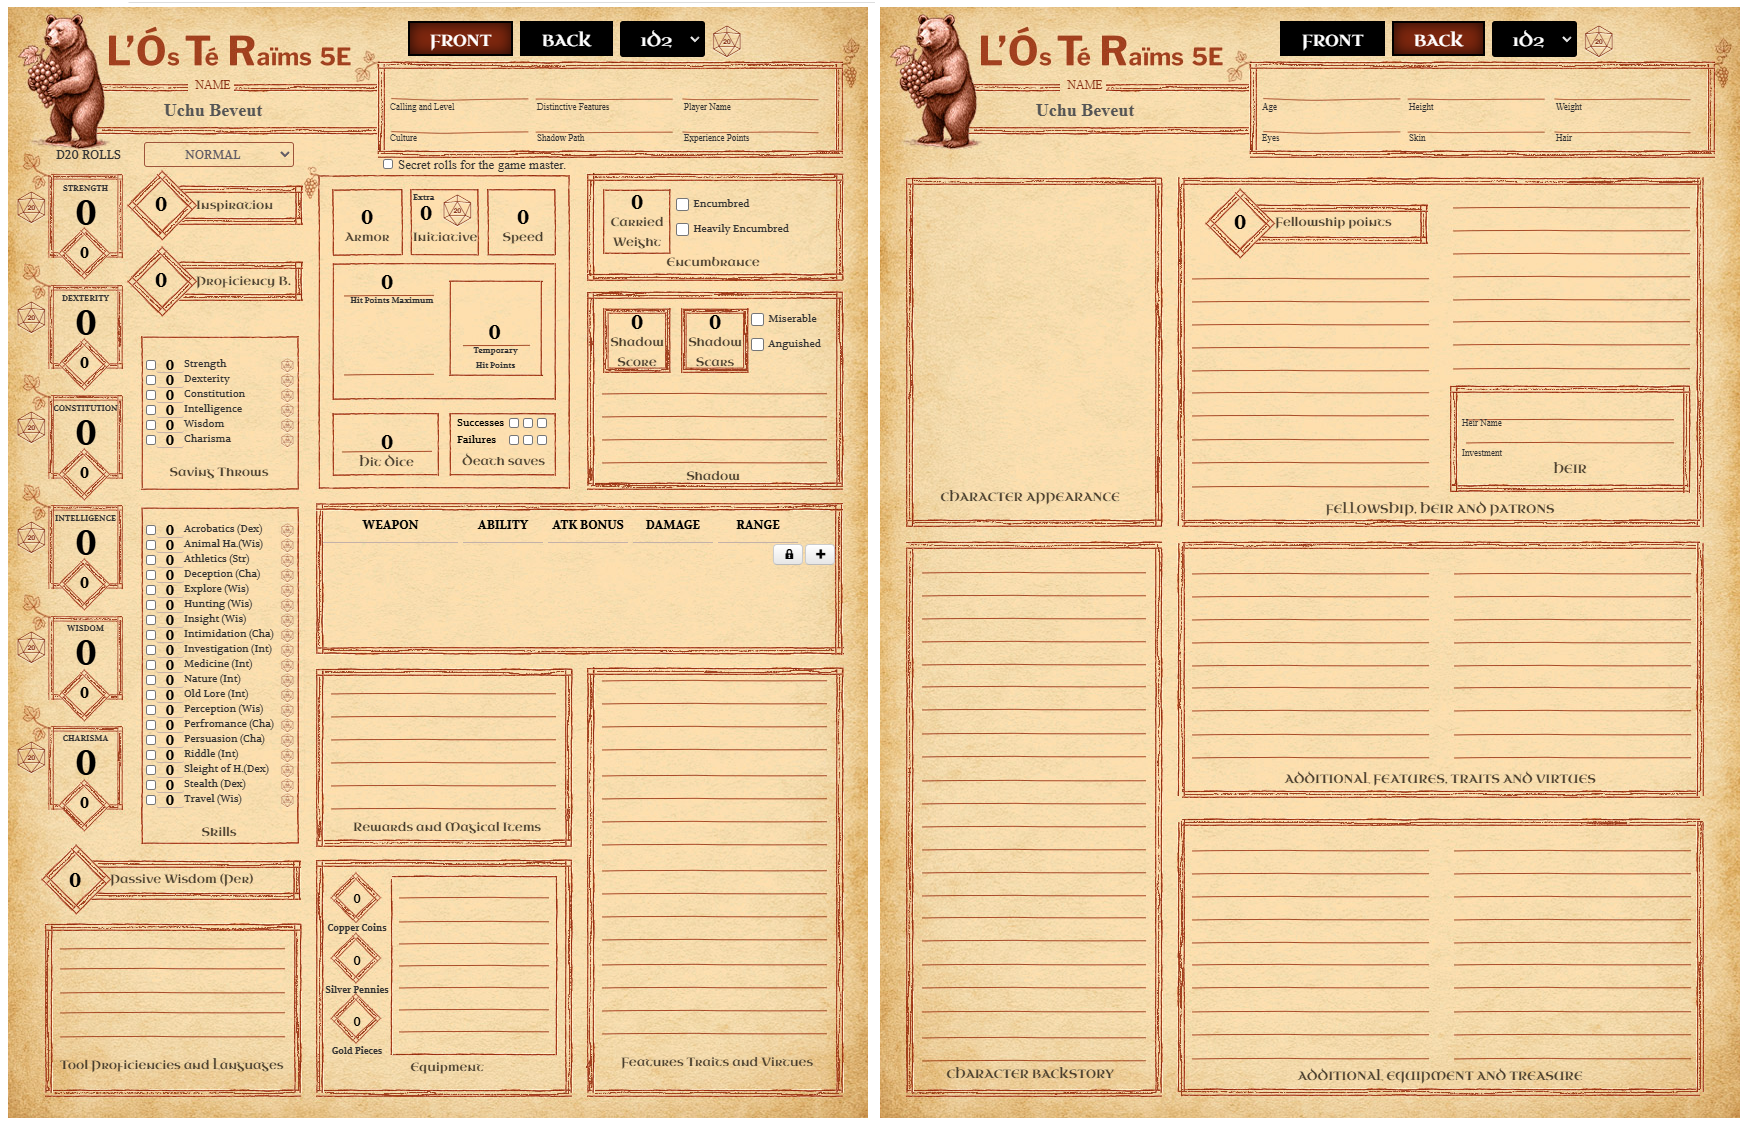 L'Ós Té Raïms 5E
FRONT
BACK
1D2
20
NAME
Uchu Beveut
Calling and Level
Distinctive Features
Player Name
Culture
Shadow Path
Experience Points
D20 ROLLS
NORMAL
Secret rolls for the game master.
STRENGTH
0
0
20
DEXTERITY
0
0
20
CONSTITUTION
0
0
20
INTELLIGENCE
0
0
20
WISDOM
0
0
20
CHARISMA
0
0
20
0 Inspiration
0 Proficiency B.
0 Strength
0 Dexterity
0 Constitution
0 Intelligence
0 Wisdom
0 Charisma
Saving Throws
0 Acrobatics (Dex)
0 Animal Ha.(Wis)
0 Athletics (Str)
0 Deception (Cha)
0 Explore (Wis)
0 Hunting (Wis)
0 Insight (Wis)
0 Intimidation (Cha)
0 Investigation (Int)
0 Medicine (Int)
0 Nature (Int)
0 Old Lore (Int)
0 Perception (Wis)
0 Perfromance (Cha)
0 Persuasion (Cha)
0 Riddle (Int)
0 Sleight of H.(Dex)
0 Stealth (Dex)
0 Travel (Wis)
Skills
0 Passive Wisdom (Per)
Tool Proficiencies and Languages
0
Armor
Extra
0
20
Initiative
0
Speed
0
Hit Points Maximum
0
Temporary
Hit Points
0
Hit Dice
Successes
Failures
Death saves
0
Carried
Weight
Encumbred
Heavily Encumbred
Encumbrance
0
Shadow
Score
0
Shadow
Scars
Miserable
Anguished
Shadow
WEAPON ABILITY ATK BONUS DAMAGE RANGE
Rewards and Magical Items
0
Copper Coins
0
Silver Pennies
0
Gold Pieces
Equipment
Features Traits and Virtues
L'Ós Té Raïms 5E
FRONT
BACK
1D2
20
NAME
Uchu Beveut
Age
Height
Weight
Eyes
Skin
Hair
Character Appearance
0 Fellowship points
Heir Name
Investment
Heir
Fellowship, Heir and Patrons
Character Backstory
Additional Features, Traits and Virtues
Additional Equipment and Treasure